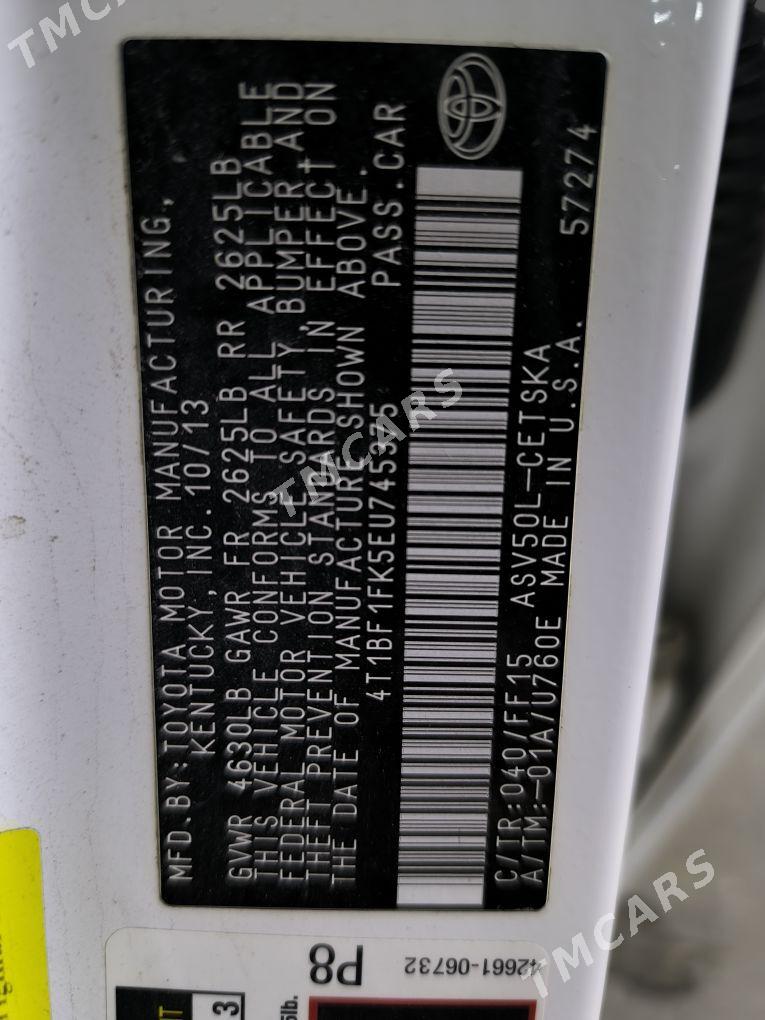 MFD.BY:TOYOTA MOTOR MANUFACTURING,
KENTUCKY,INC.10/13
GVWR 4630LB GAWR FR 2625LB RR 2625LB
THIS VEHICLE CONFORMS TO ALL APPLICABLE
FEDERAL MOTOR VEHICLE SAFETY, BUMPER AND
THEFT PREVENTION STANDARDS IN EFFECT ON
THE DATE OF MANUFACTURE SHOWN ABOVE.
4T1BF1FK5EU745375 PASS.CAR
C/TR:040/FF15 ASV50L-CETSKA 57274
A/TM:-01A/U760E MADE IN U.S.A.
P8
42661-06732
3
TMCARS
TMCARS
TMCARS
TMCARS